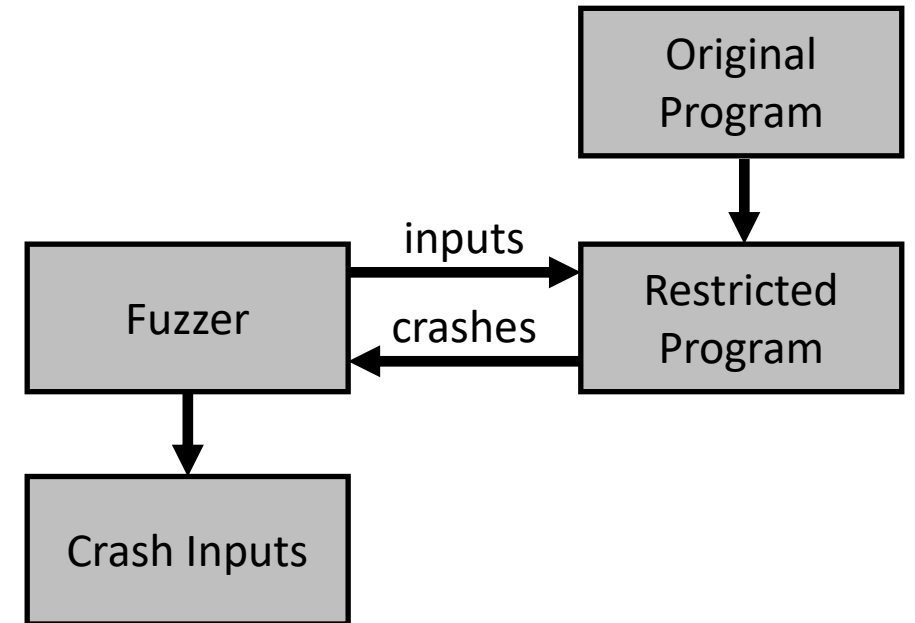 Original
Program
inputs
Fuzzer
crashes
Restricted
Program
Crash Inputs